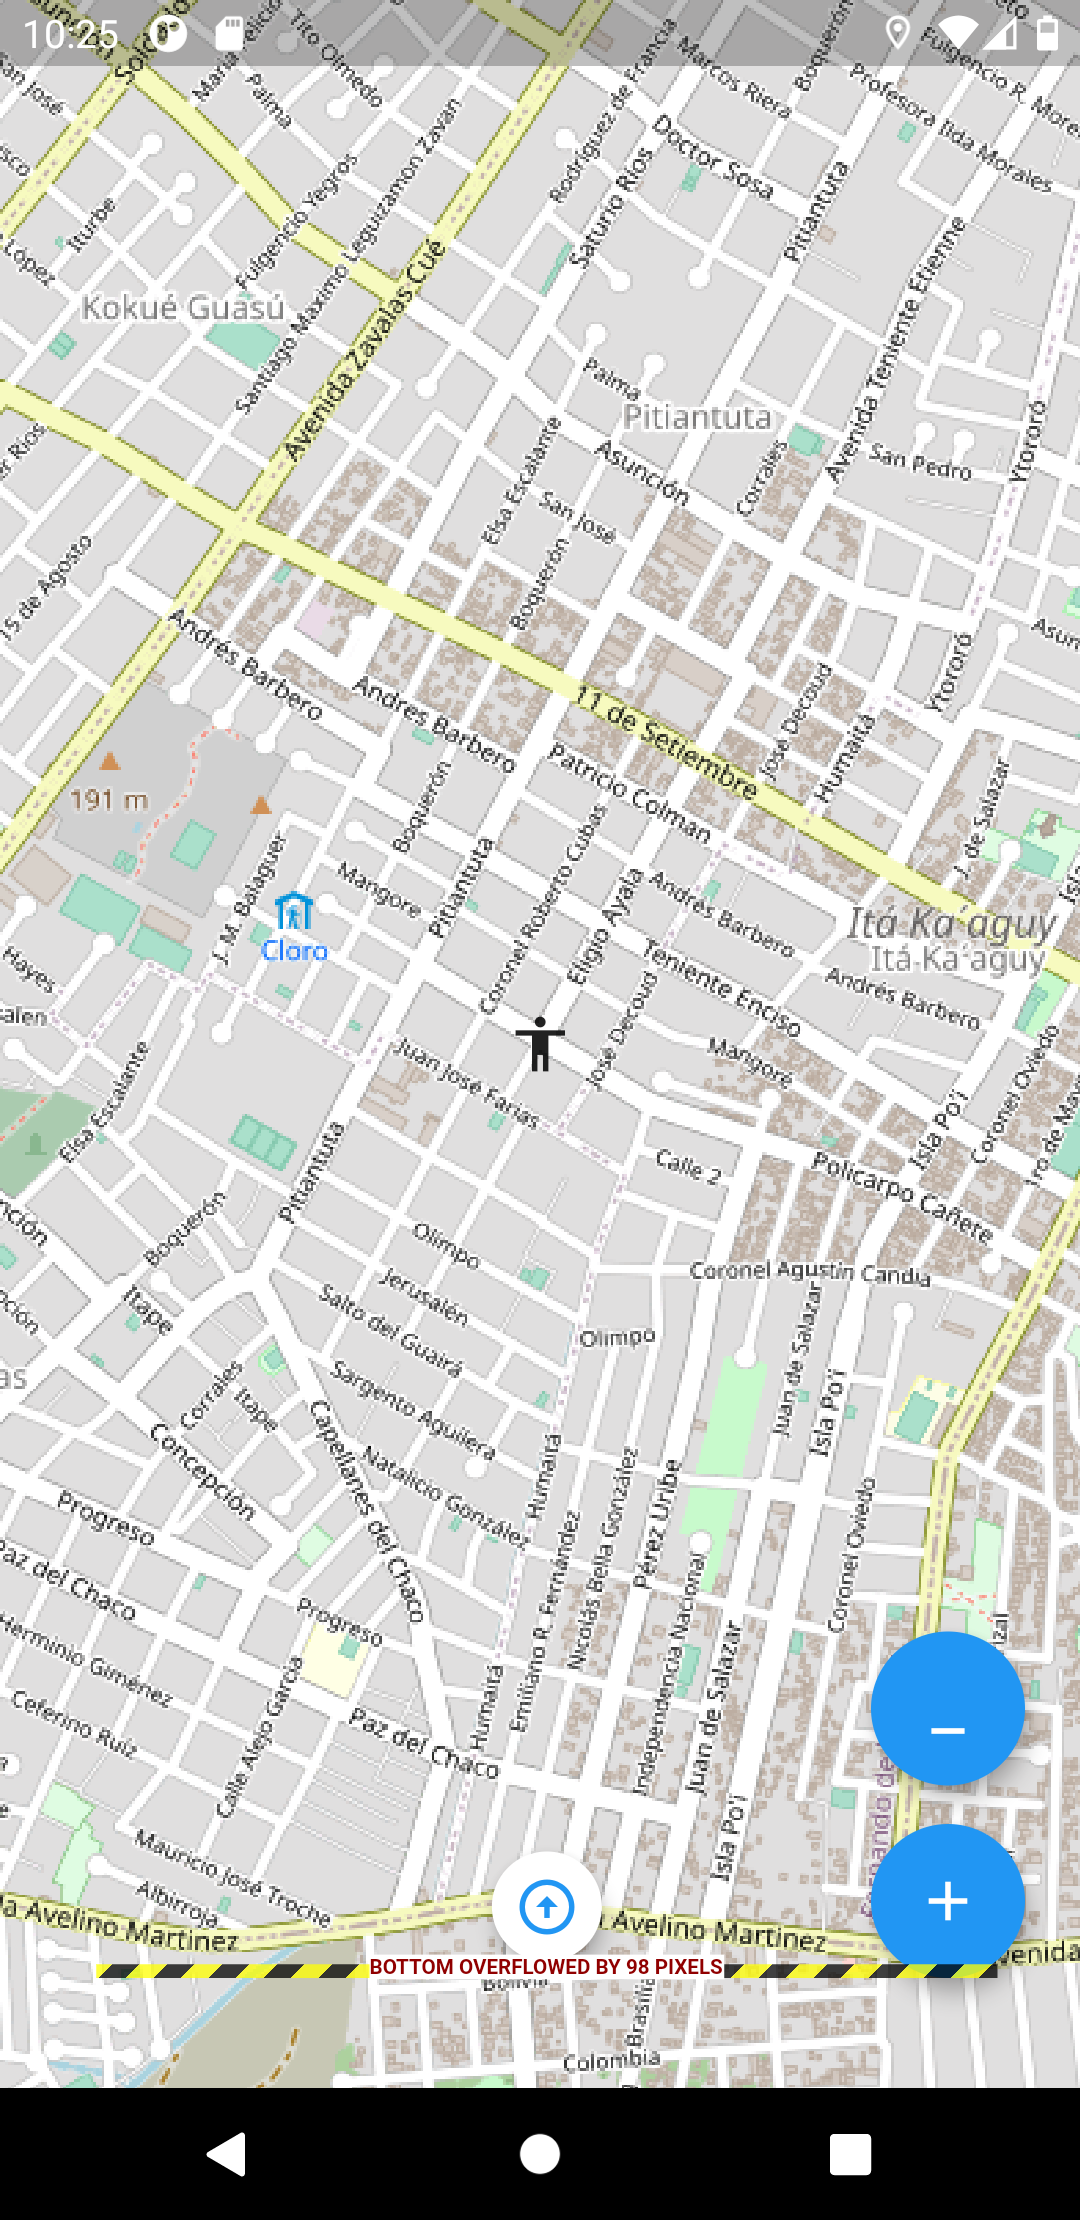 10:25
Tito Olmedo
Palma
Marcos Riera
Boquerón
Profesora Ilda Morales
San José
Rodriguez de Francia
Doctor Sosa
Saturio Rios
Pitiantuta
Iturbe
Fulgencio Yegros
Santiago Maximo Leguizamon Zavan
Avenida Zavalas Cué
Avenida Teniente Etienne
Lopez
Kokué Guasú
Palma
Pitiantuta
Asunción
Corrales
San Pedro
Ytororó
Elsa Escalante
San José
Boquerón
15 de Agosto
Andrés Barbero
Andres Barbero
11 de Setiembre
Jose Decoud
Humaitá
Ytororó
Patricio Colman
191 m
J. M. Balaguer
Boquerón
Mangore
Pitiantuta
Coronel Roberto Cubas
Eligio Ayala
Andrés Barbero
J. de Salazar
Itá Ka aguy
Itá-Ka'aguy
Cloro
Hayes
Teniente Enciso
Andrés Barbero
José Decoud
Mangoré
Juan José Farias
Elsa Escalante
Isla Po'i
Coronel Oviedo
Pitiantuta
Calle 2
Policarpo Cañete
Boquerón
Olimpo
Coronel Agustín Candia
Itape
Jerusalén
Salto del Guairá
Olimpo
Juan de Salazar
Isla Po'i
Corrales
Itape
Sargento Aguilera
Concepción
Capellanes del Chaco
Natalicio González
Humaitá
Nicolás Bella González
Pérez Uribe
Coronel Oviedo
Progreso
Paz del Chaco
Emiliano R. Fernández
Progreso
Herminio Giménez
Independencia Nacional
Juan de Salazar
Ceferino Ruiz
Calle Alejo Garcia
Humaitá
Paz del Chaco
Isla Po'i
Mauricio José Troche
Albirroja
Avelino Martinez
Avelino Martinez
BOTTOM OVERFLOWED BY 98 PIXELS
Bolivia
Brasilia
Colombia